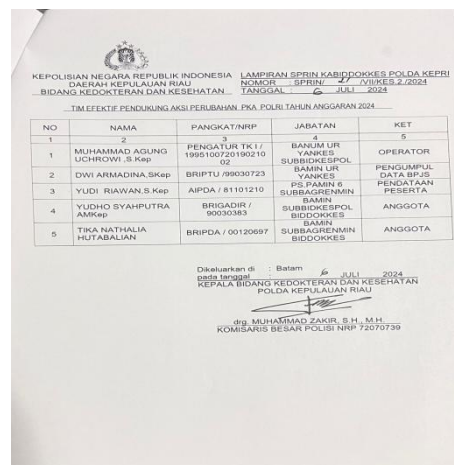 KEPOLISIAN NEGARA REPUBLIK INDONESIA
DAERAH KEPULAUAN RIAU
BIDANG KEDOKTERAN DAN KESEHATAN
LAMPIRAN SPRIN KABIDDOKKES POLDA KEPRI
NOMOR : SPRIN/ 21 /VII/KES.2./2024
TANGGAL : 6 JULI 2024
TIM EFEKTIF PENDUKUNG AKSI PERUBAHAN PKA POLRI TAHUN ANGGARAN 2024
NO NAMA PANGKAT/NRP JABATAN KET
1 2 3 4 5
1 MUHAMMAD AGUNG UCHROWI ,S.Kep PENGATUR TK I / 199510072019021002 BANUM UR YANKES SUBBIDKESPOL OPERATOR
2 DWI ARMADINA,SKep BRIPTU /99030723 BAMIN UR YANKES PENGUMPUL DATA BPJS
3 YUDI RIAWAN,S.Kep AIPDA / 81101210 PS.PAMIN 6 SUBBAGRENMIN PENDATAAN PESERTA
4 YUDHO SYAHPUTRA AMKep BRIGADIR / 90030383 BAMIN SUBBIDKESPOL BIDDOKKES ANGGOTA
5 TIKA NATHALIA HUTABALIAN BRIPDA / 00120697 BAMIN SUBBAGRENMIN BIDDOKKES ANGGOTA
Dikeluarkan di : Batam
pada tanggal : 6 JULI 2024
KEPALA BIDANG KEDOKTERAN DAN KESEHATAN
POLDA KEPULAUAN RIAU
drg. MUHAMMAD ZAKIR, S.H., M.H.
KOMISARIS BESAR POLISI NRP 72070739